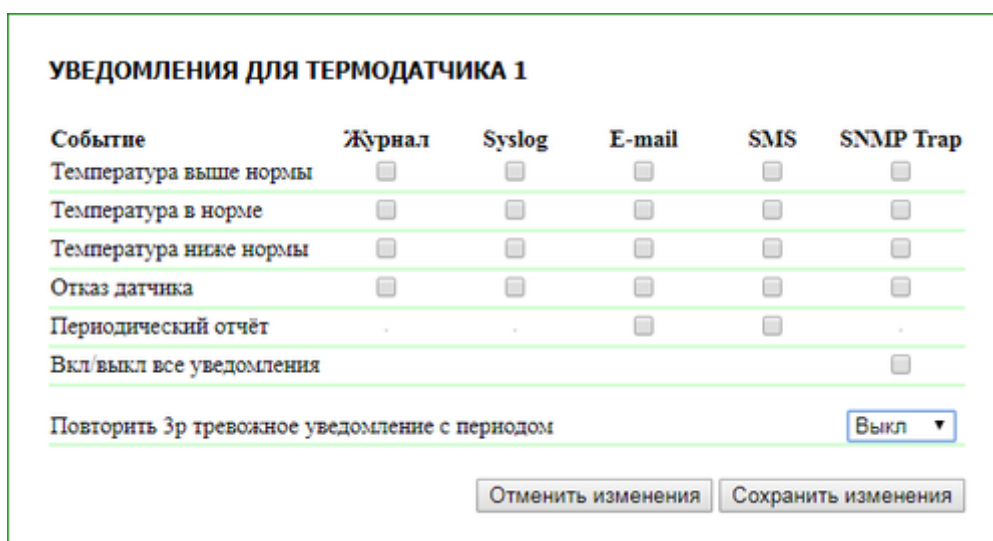 УВЕДОМЛЕНИЯ ДЛЯ ТЕРМОДАТЧИКА 1
Событие Журнал Syslog E-mail SMS SNMP Trap
Температура выше нормы
Температура в норме
Температура ниже нормы
Отказ датчика
Периодический отчёт . . .
Вкл/выкл все уведомления
Повторить 3р тревожное уведомление с периодом Выкл
Отменить изменения Сохранить изменения